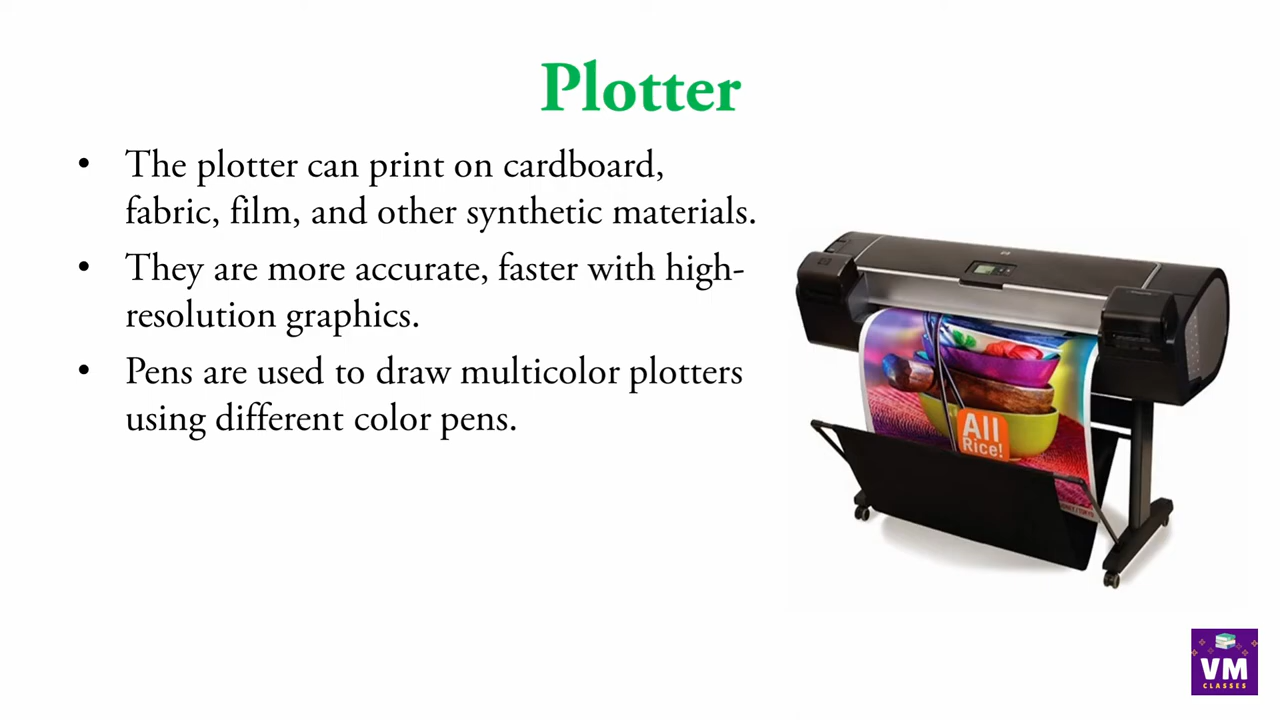 Plotter
• The plotter can print on cardboard,
fabric, film, and other synthetic materials.
• They are more accurate, faster with high-
resolution graphics.
• Pens are used to draw multicolor plotters
using different color pens.
All
Rice!
VM
CLASSES